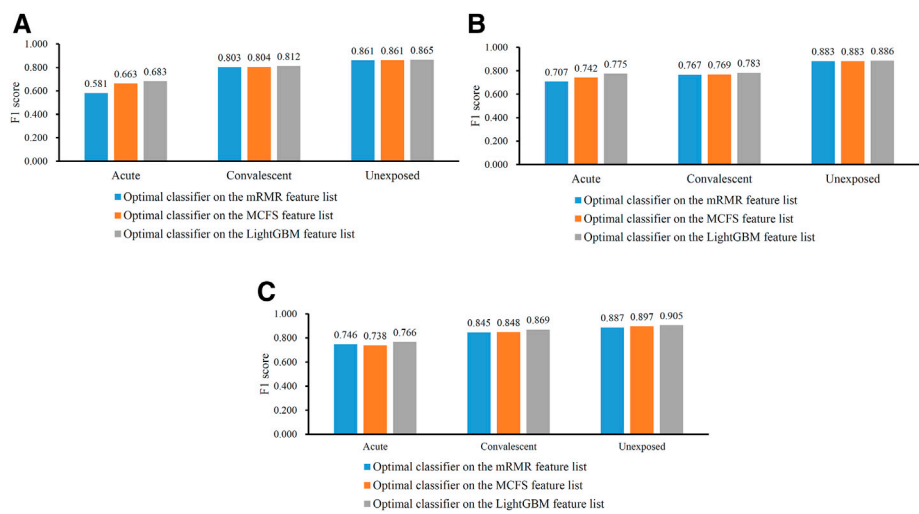 A
1.000
0.800
0.600
0.400
0.200
0.000
F1 score
0.581 0.663 0.683
0.803 0.804 0.812
0.861 0.861 0.865
Acute Convalescent Unexposed
Optimal classifier on the mRMR feature list
Optimal classifier on the MCFS feature list
Optimal classifier on the LightGBM feature list
B
1.000
0.800
0.600
0.400
0.200
0.000
F1 score
0.707 0.742 0.775
0.767 0.769 0.783
0.883 0.883 0.886
Acute Convalescent Unexposed
Optimal classifier on the mRMR feature list
Optimal classifier on the MCFS feature list
Optimal classifier on the LightGBM feature list
C
1.000
0.800
0.600
0.400
0.200
0.000
F1 score
0.746 0.738 0.766
0.845 0.848 0.869
0.887 0.897 0.905
Acute Convalescent Unexposed
Optimal classifier on the mRMR feature list
Optimal classifier on the MCFS feature list
Optimal classifier on the LightGBM feature list